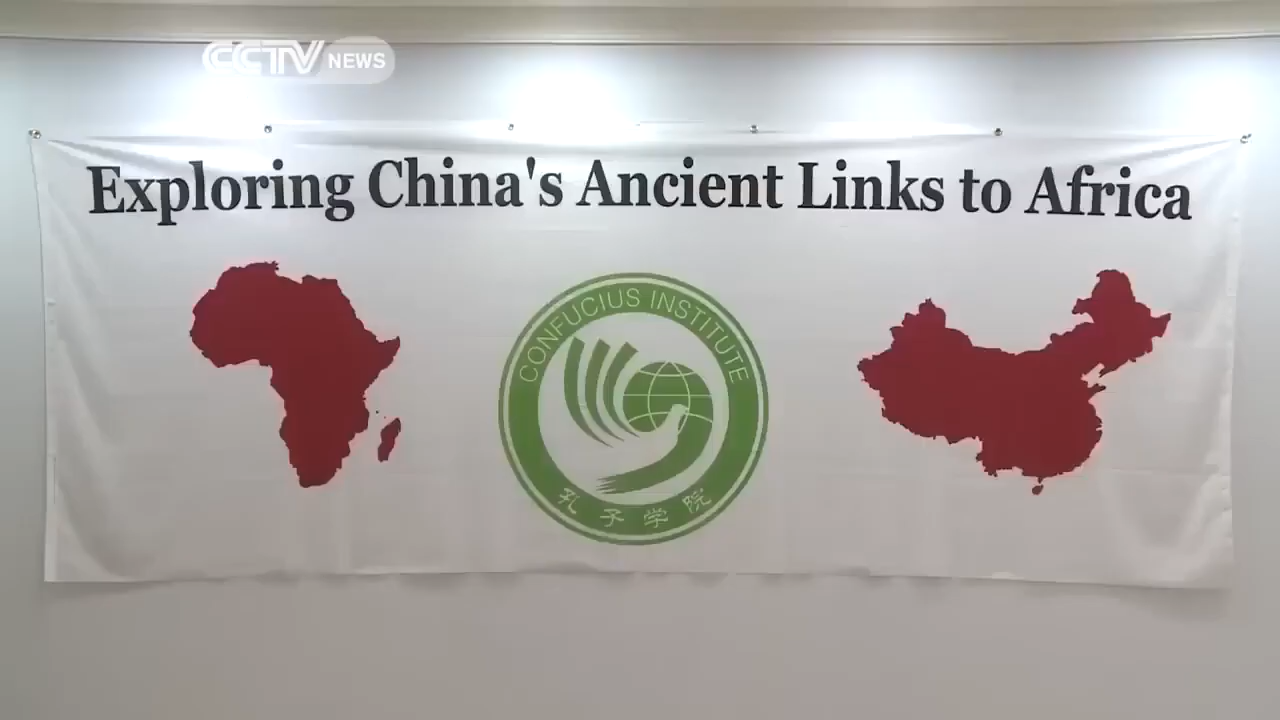 CCTV NEWS
Exploring China's Ancient Links to Africa
CONFUCIUS INSTITUTE
孔子学院